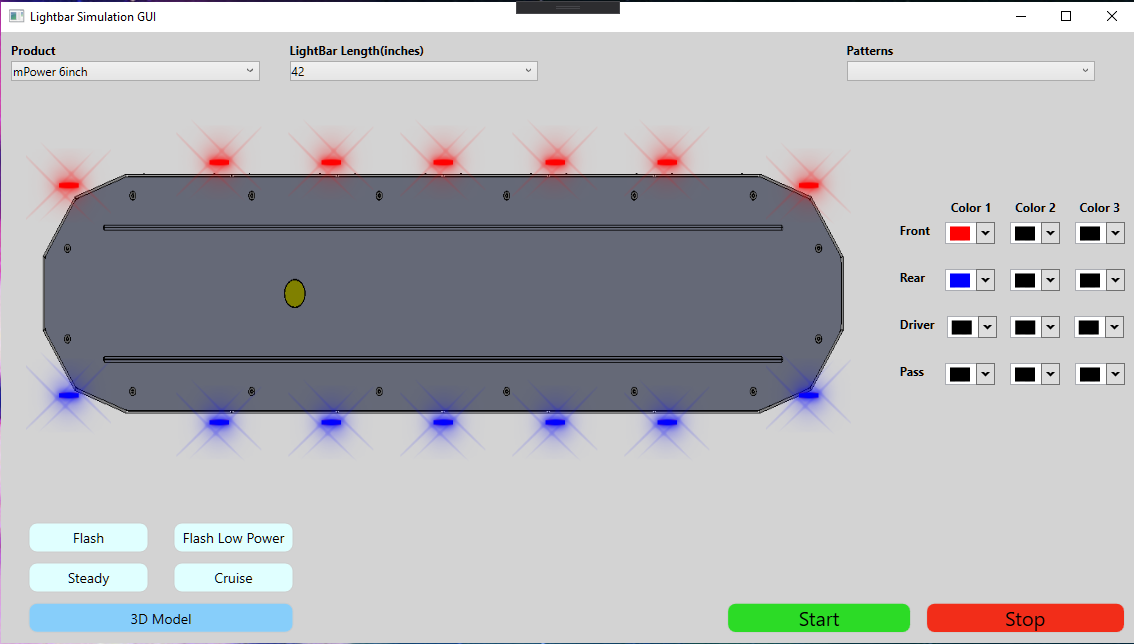 Lightbar Simulation GUI
Product
LightBar Length(inches)
Patterns
mPower 6inch
42
Color 1
Color 2
Color 3
Front
Rear
Driver
Pass
Flash
Flash Low Power
Steady
Cruise
3D Model
Start
Stop